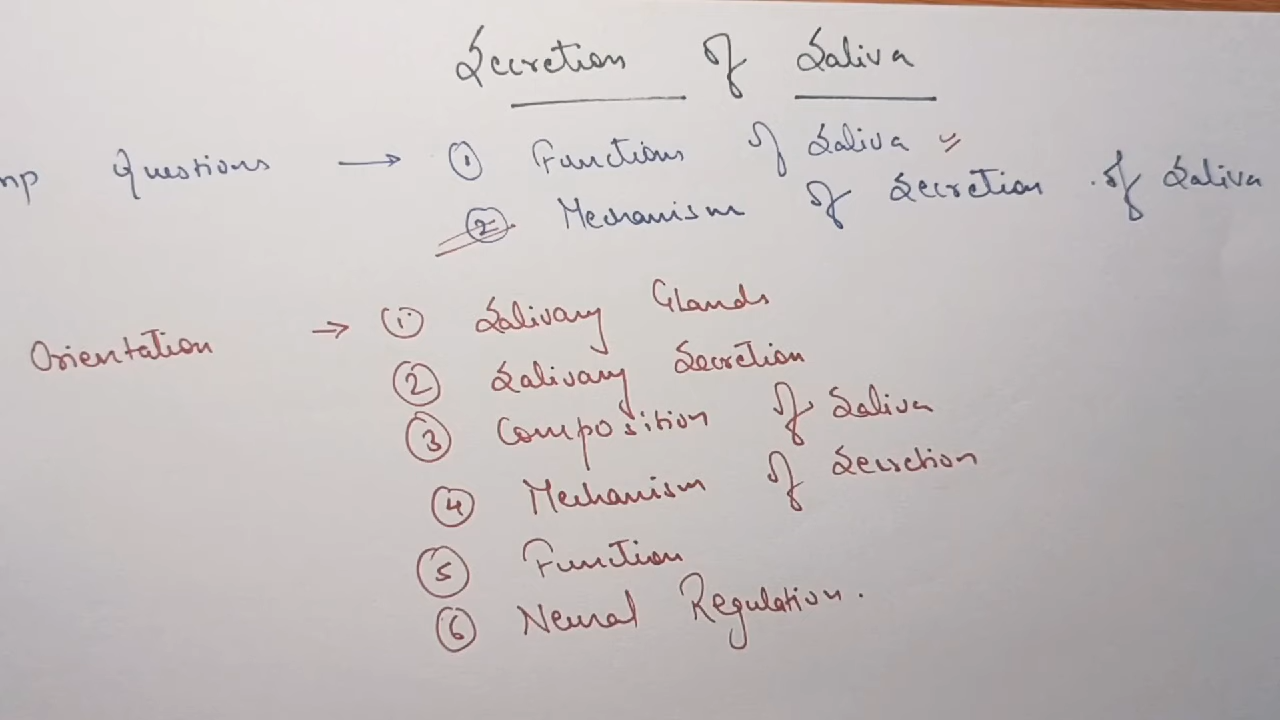 Secretion of Saliva
mp Questions → ① Functions of Saliva
② Mechanism of Secretion of Saliva
Orientation → ① Salivary Glands
② Salivary Secretion
③ Composition of Saliva
④ Mechanism of Secretion
⑤ Function
⑥ Neural Regulation.